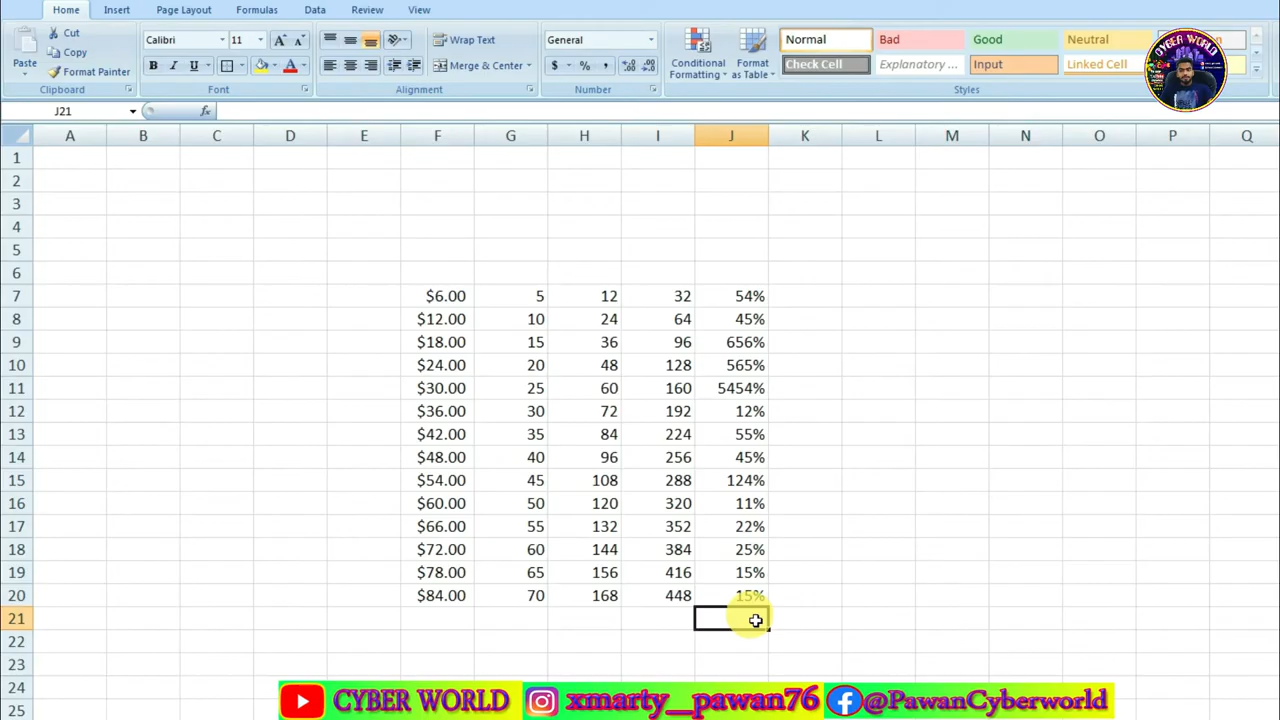 Home Insert Page Layout Formulas Data Review View
Cut
Copy
Format Painter
Paste
Clipboard
Calibri 11
B I U
Font
Wrap Text
Merge & Center
Alignment
General
$ % ,
Number
Conditional Formatting
Format as Table
Normal Bad Good Neutral
Check Cell Explanatory ... Input Linked Cell
Styles
CYBER WORLD
J21 fx
A B C D E F G H I J K L M N O P Q
1
2
3
4
5
6
7 $6.00 5 12 32 54%
8 $12.00 10 24 64 45%
9 $18.00 15 36 96 656%
10 $24.00 20 48 128 565%
11 $30.00 25 60 160 5454%
12 $36.00 30 72 192 12%
13 $42.00 35 84 224 55%
14 $48.00 40 96 256 45%
15 $54.00 45 108 288 124%
16 $60.00 50 120 320 11%
17 $66.00 55 132 352 22%
18 $72.00 60 144 384 25%
19 $78.00 65 156 416 15%
20 $84.00 70 168 448 15%
21
22
23
24
25
CYBER WORLD xmarty__pawan76 @PawanCyberworld